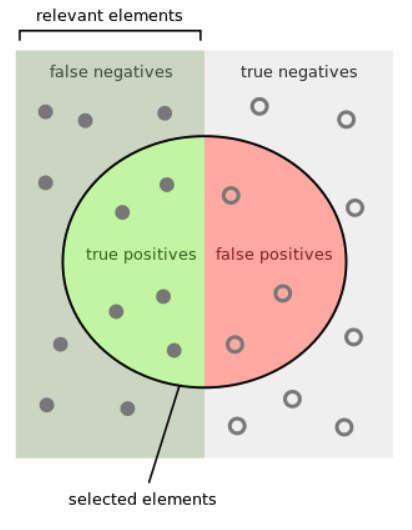 relevant elements
false negatives
true negatives
true positives
false positives
selected elements